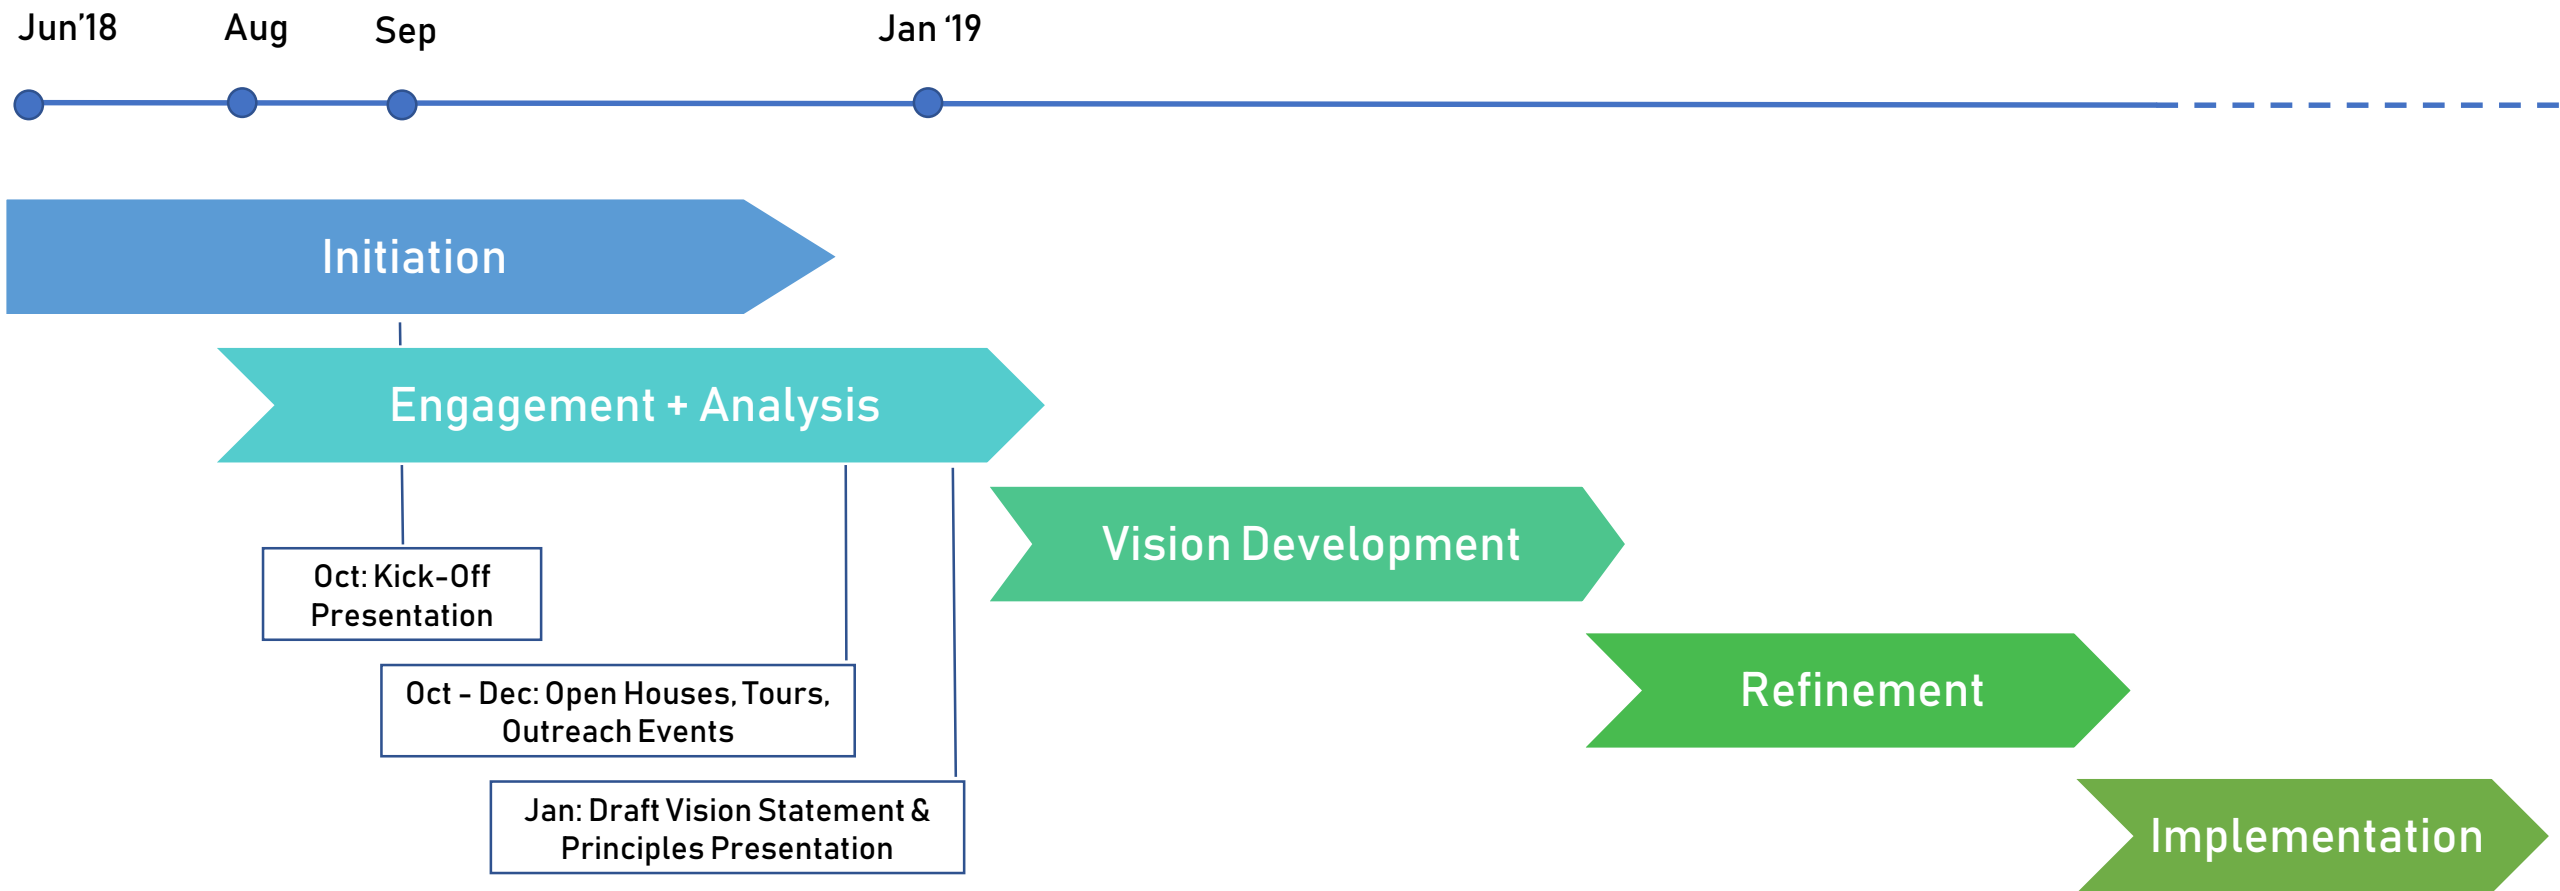 Jun’18
Aug
Sep
Jan ‘19
Initiation
Engagement + Analysis
Vision Development
Oct: Kick-Off
Presentation
Refinement
Oct - Dec: Open Houses, Tours,
Outreach Events
Jan: Draft Vision Statement &
Principles Presentation
Implementation